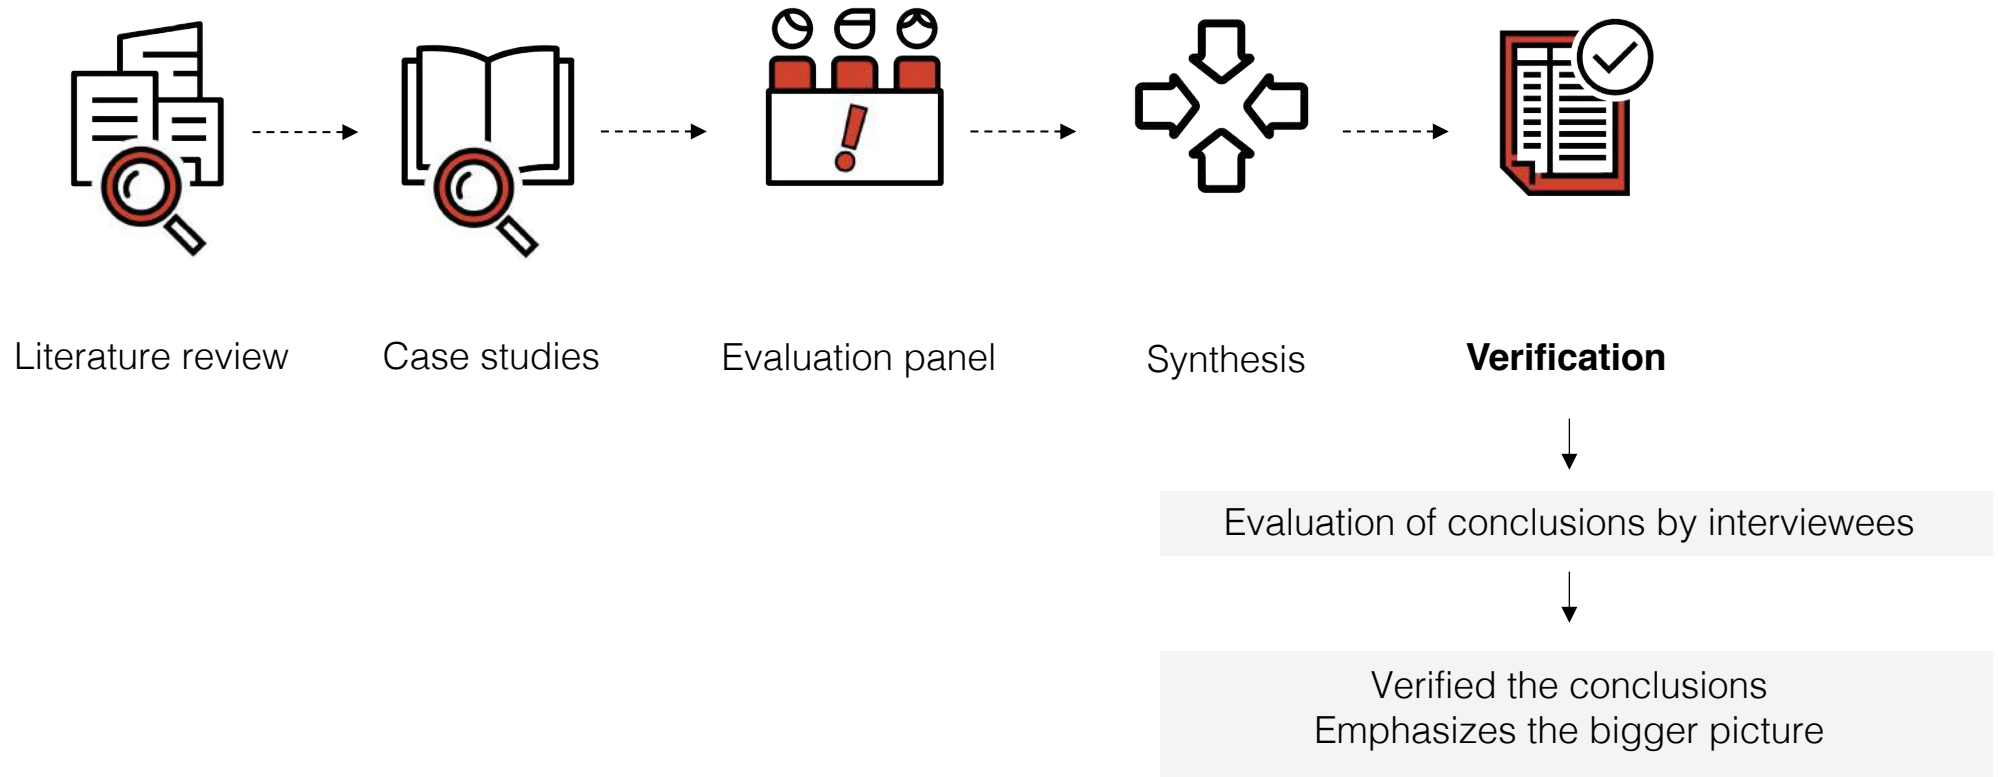 Literature review
Case studies
Evaluation panel
Synthesis
Verification
Evaluation of conclusions by interviewees
Verified the conclusions
Emphasizes the bigger picture